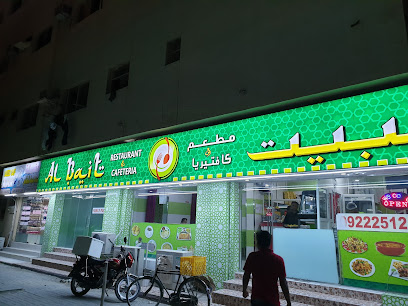 AL BaiT
RESTAURANT
&
CAFETERIA
مطعم
و
كافتيريا
البيت
OPEN
9222512